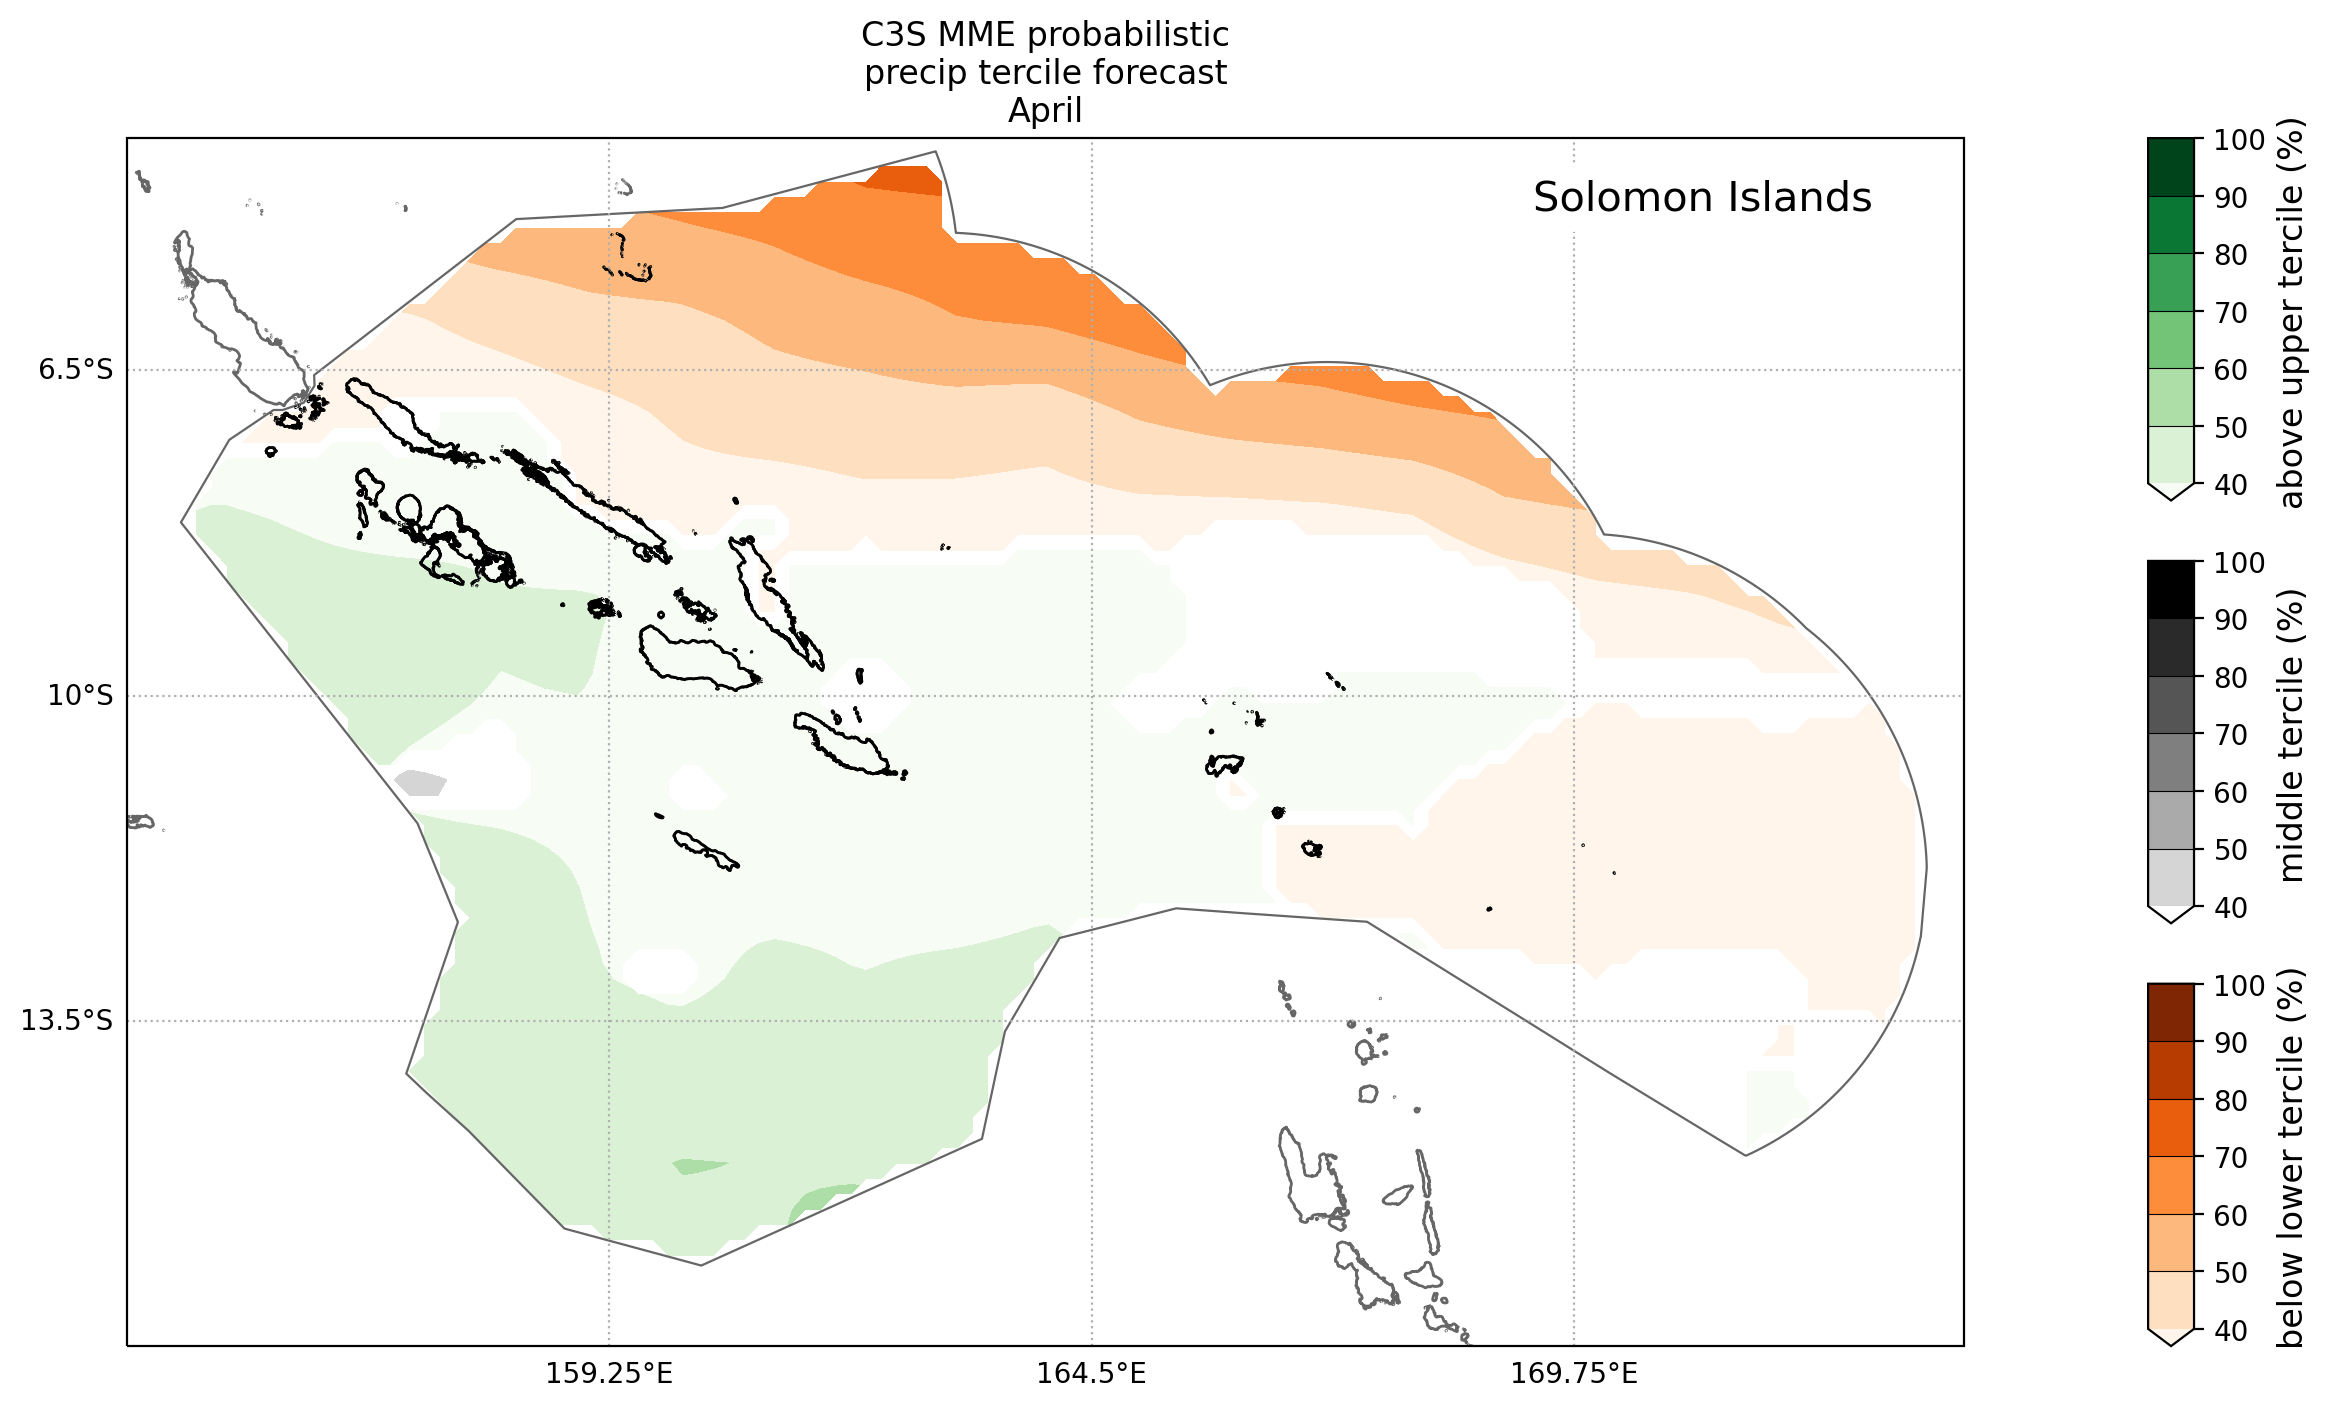 C3S MME probabilistic
precip tercile forecast
April
Solomon Islands
6.5°S
10°S
13.5°S
159.25°E
164.5°E
169.75°E
100
90
80
70
60
50
40
above upper tercile (%)
100
90
80
70
60
50
40
middle tercile (%)
100
90
80
70
60
50
40
below lower tercile (%)